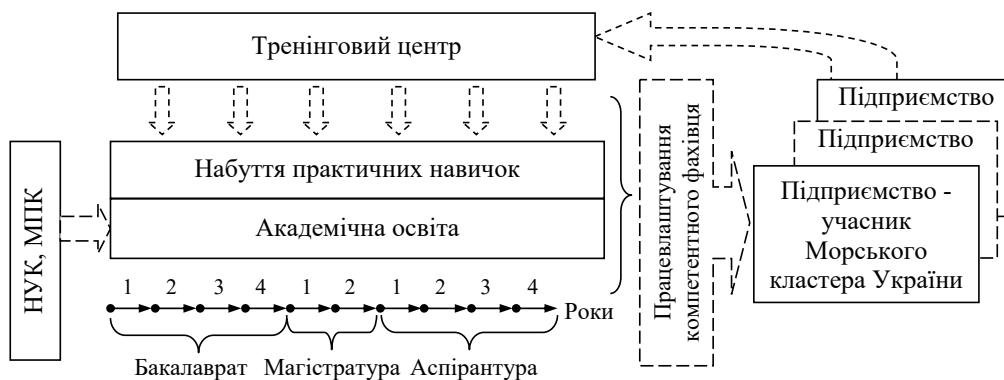 Тренінговий центр
НУК, МПК
Набуття практичних навичок
Академічна освіта
1 2 3 4 1 2 1 2 3 4
Роки
Бакалаврат Магістратура Аспірантура
Працевлаштування
компетентного фахівця
Підприємство
Підприємство
Підприємство -
учасник
Морського
кластера України